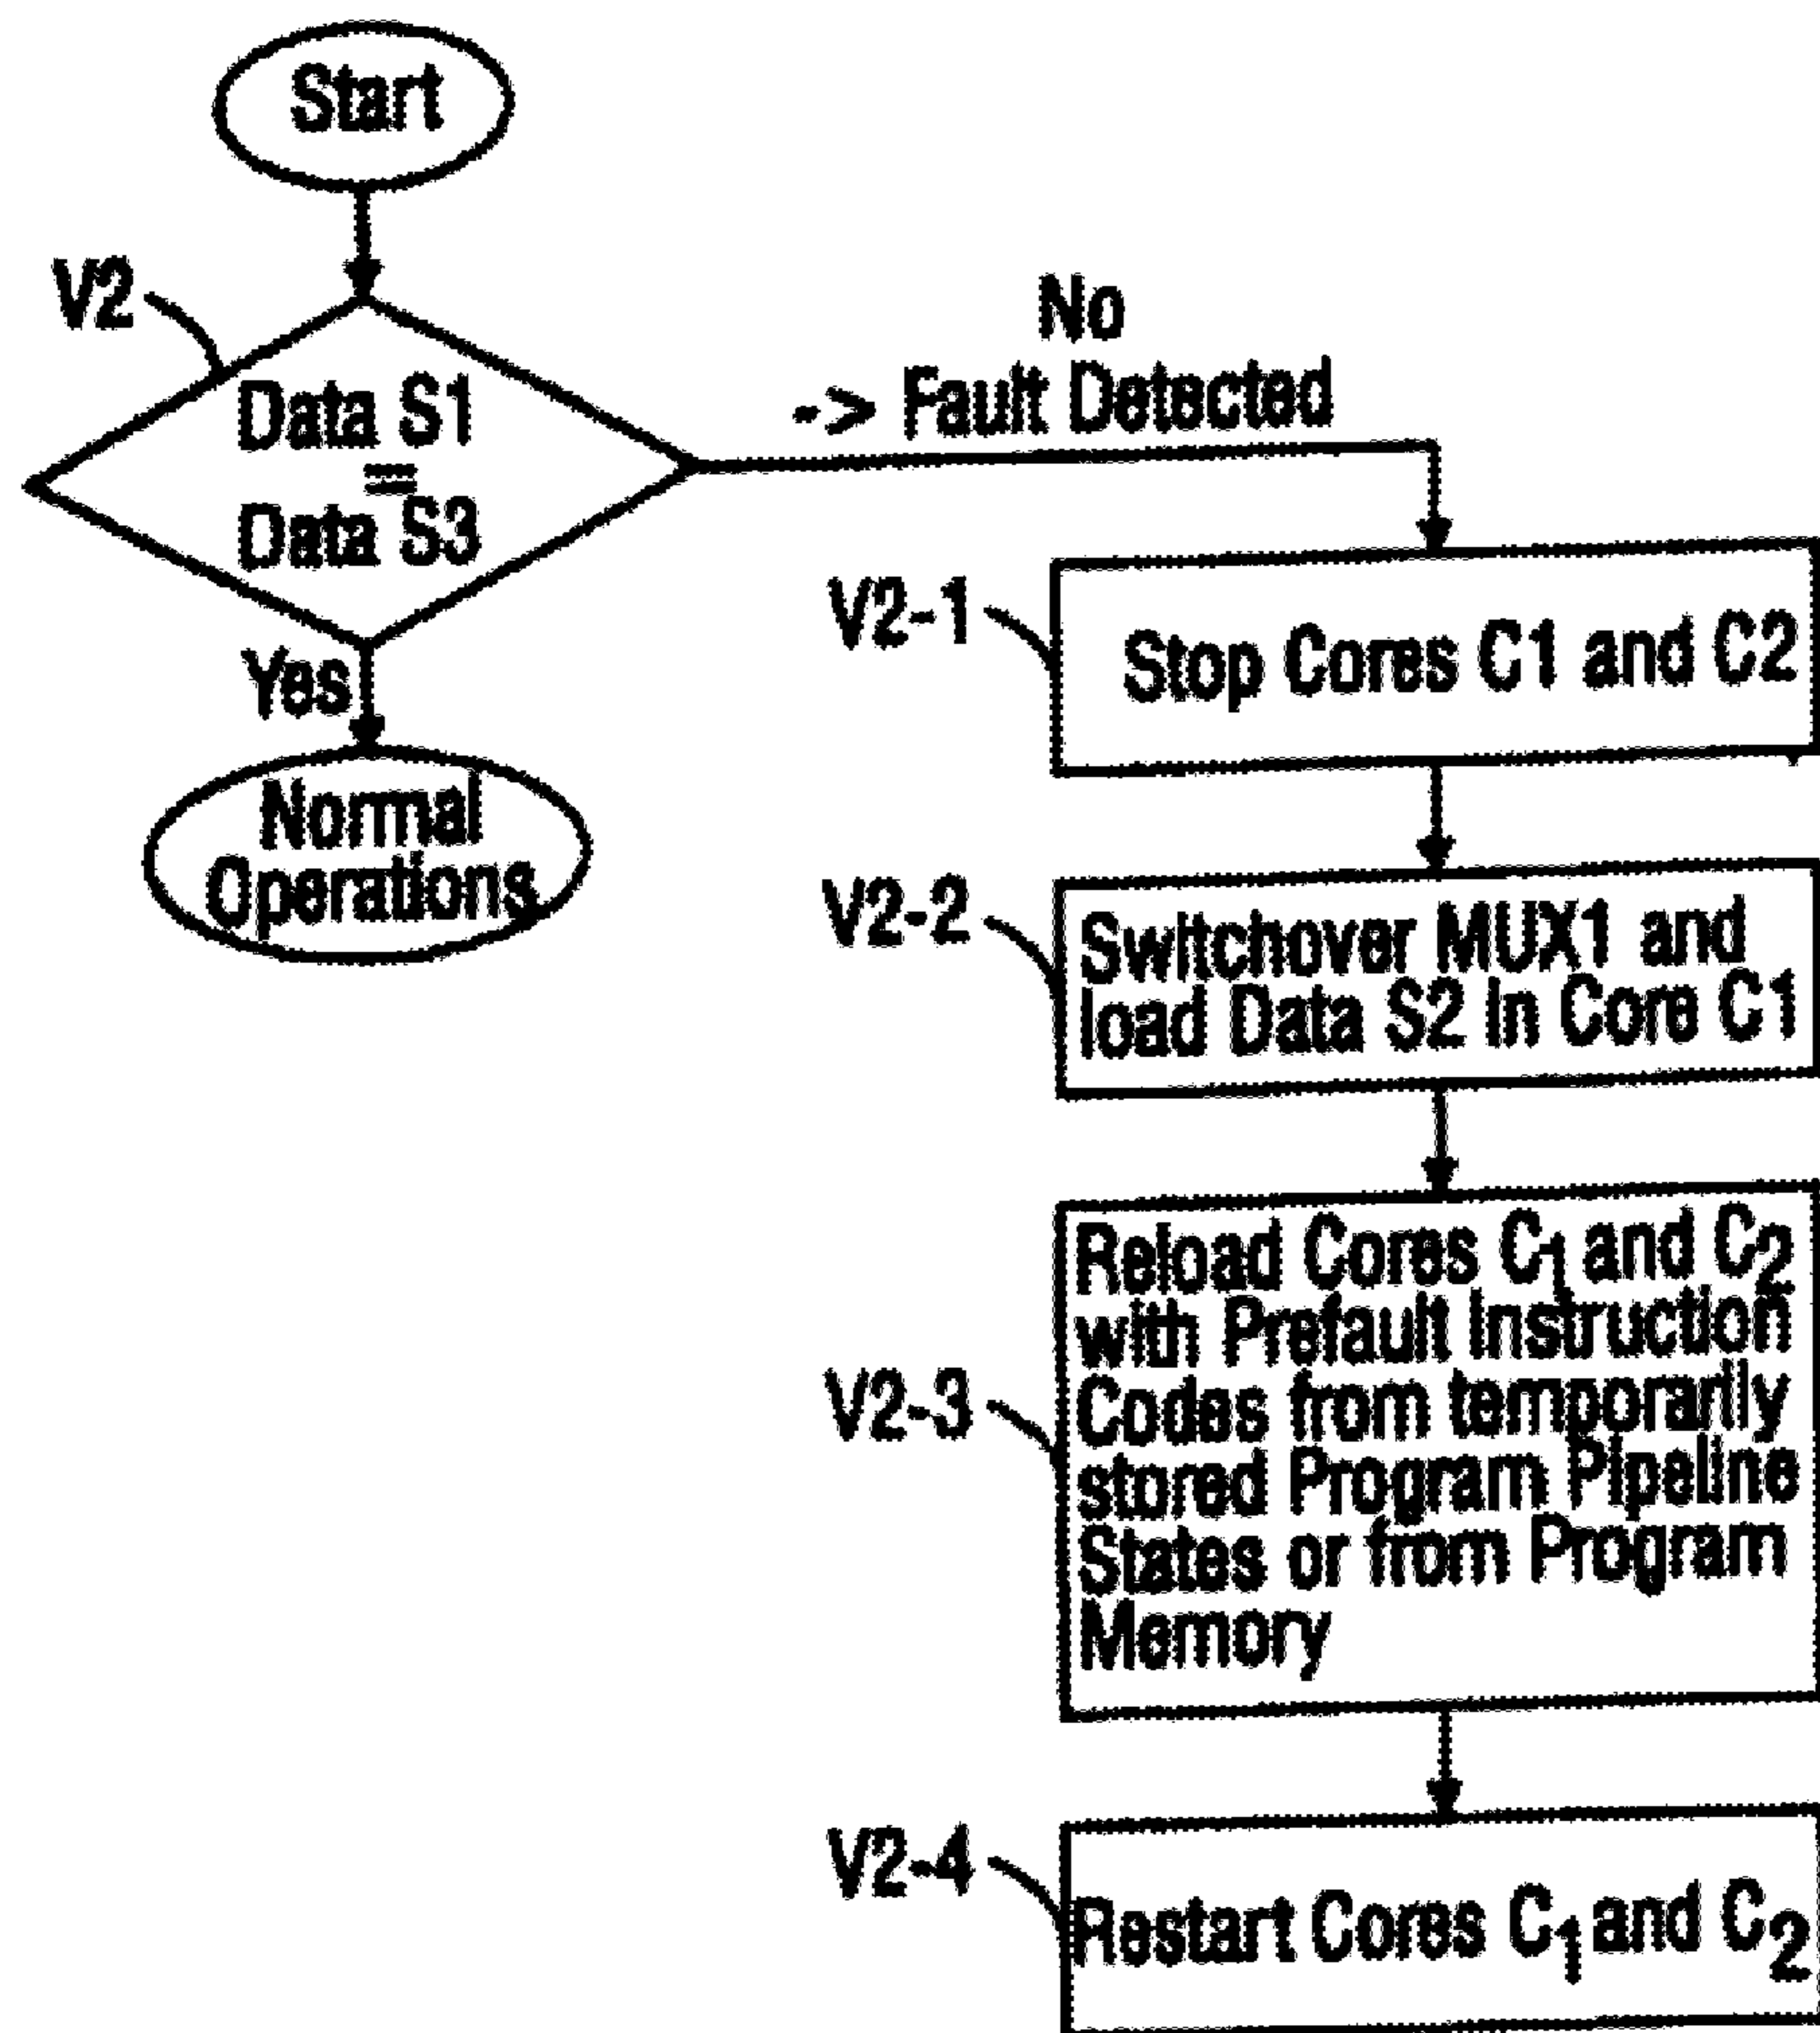 Start
V2
Data S1
=
Data S3
Yes
Normal
Operations
No
-> Fault Detected
V2-1
Stop Cores C1 and C2
V2-2
Switchover MUX1 and
load Data S2 in Core C1
V2-3
Reload Cores C₁ and C₂
with Prefault Instruction
Codes from temporarily
stored Program Pipeline
States or from Program
Memory
V2-4
Restart Cores C₁ and C₂